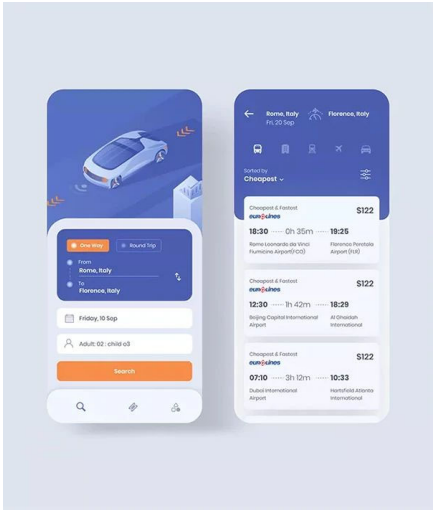 One Way
Round Trip
From
Rome, Italy
To
Florence, Italy
Friday, 10 Sep
Adult: 02 : child o3
Search
Rome, Italy
Florence, Italy
Fri, 20 Sep
Sorted by
Cheapest
Cheapest & Fastest
$122
eurolines
18:30
0h 35m
19:25
Rome Leonardo da Vinci
Fiumicino Airport(FCO)
Florence Peretola
Airport (FLR)
Cheapest & Fastest
$122
eurolines
12:30
1h 42m
18:29
Beijing Capital International
Airport
Al Ghaidah
International
Cheapest & Fastest
$122
eurolines
07:10
3h 12m
10:33
Dubai International
Airport
Hartsfield Atlanta
International